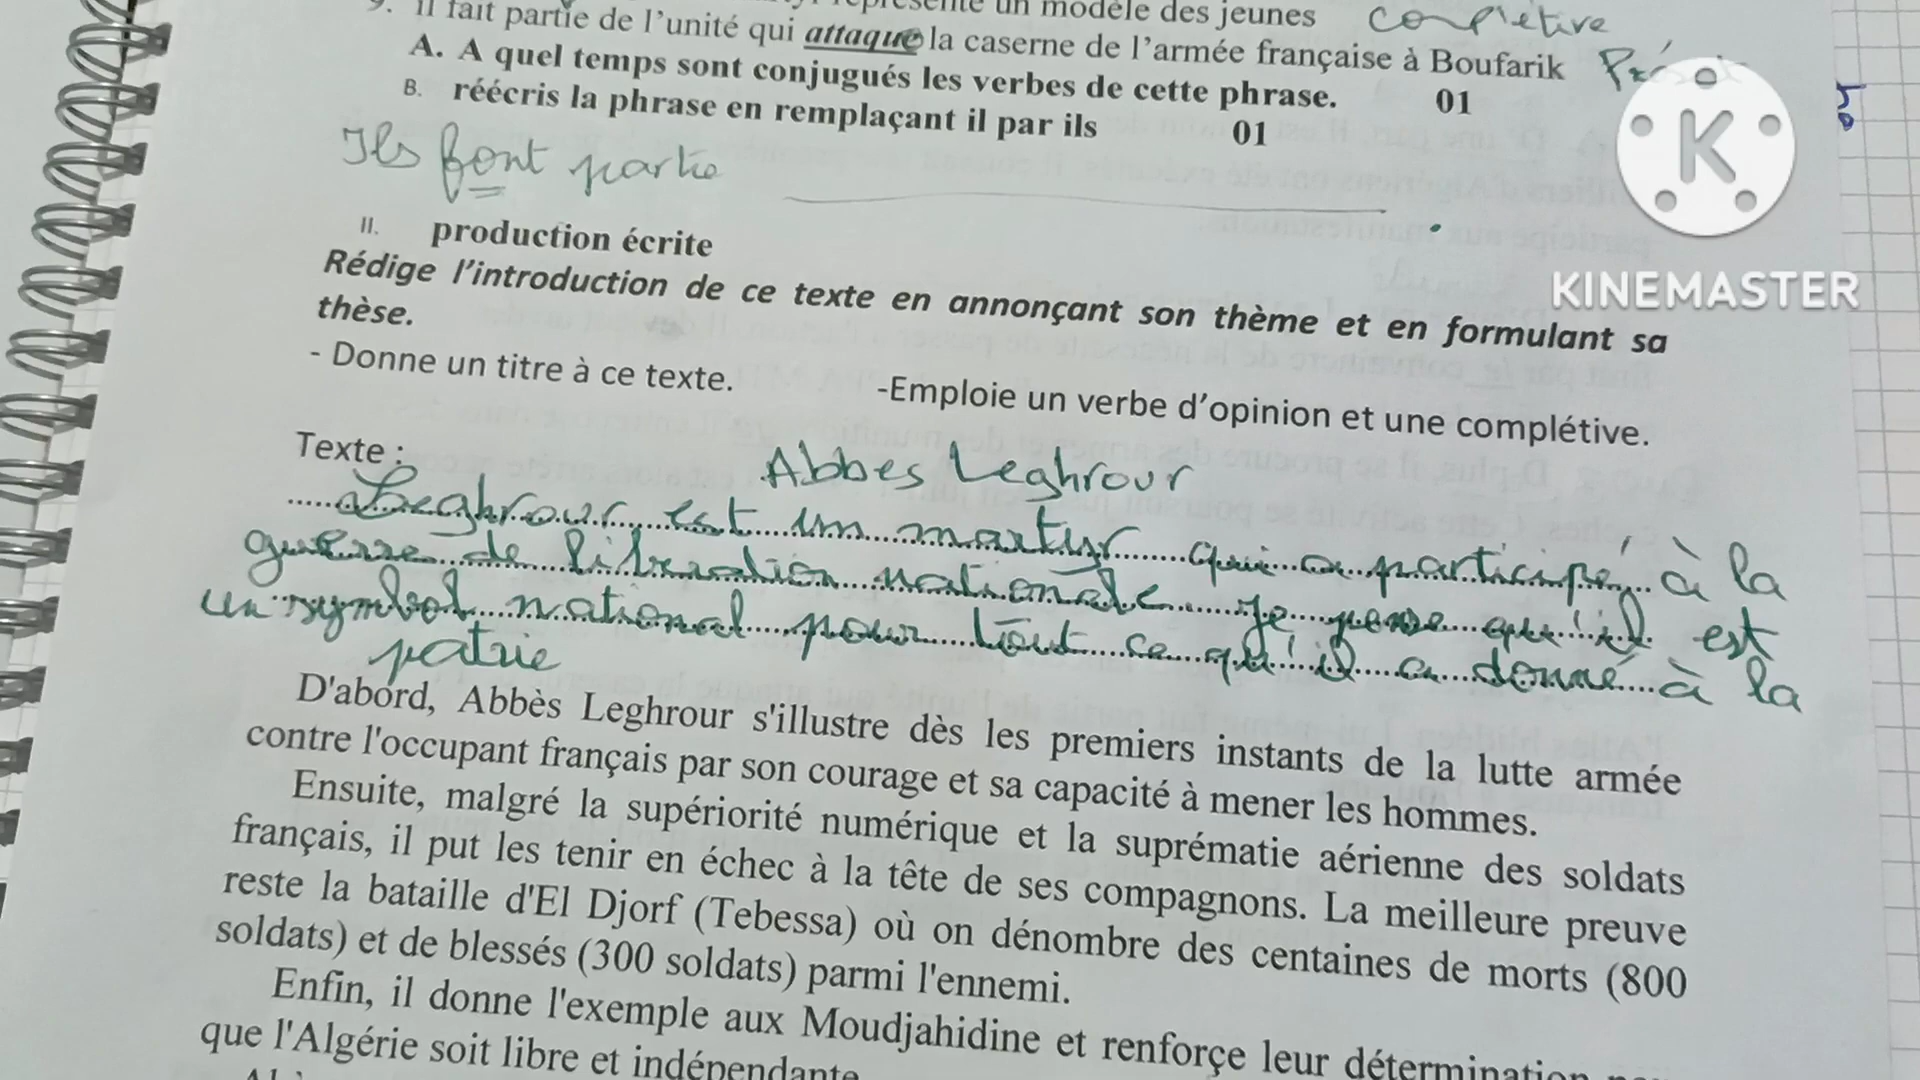 9. il fait partie de l'unité qui attaque la caserne de l'armée française à Boufarik
un modèle des jeunes
complétive
A. A quel temps sont conjugués les verbes de cette phrase. 01
B. réécris la phrase en remplaçant il par ils 01
Ils font partie
K
KINEMASTER
II. production écrite
Rédige l'introduction de ce texte en annonçant son thème et en formulant sa
thèse.
- Donne un titre à ce texte. -Emploie un verbe d'opinion et une complétive.
Texte : Abbes Leghrour
Leghrour est un martyr qui a participé à la
guerre de libration nationale je pense qu'il est
un symbol national pour tout ce qu'il a donné à la
patrie
D'abord, Abbès Leghrour s'illustre dès les premiers instants de la lutte armée
contre l'occupant français par son courage et sa capacité à mener les hommes.
Ensuite, malgré la supériorité numérique et la suprématie aérienne des soldats
français, il put les tenir en échec à la tête de ses compagnons. La meilleure preuve
reste la bataille d'El Djorf (Tebessa) où on dénombre des centaines de morts (800
soldats) et de blessés (300 soldats) parmi l'ennemi.
Enfin, il donne l'exemple aux Moudjahidine et renforçe leur détermination
que l'Algérie soit libre et indépendante